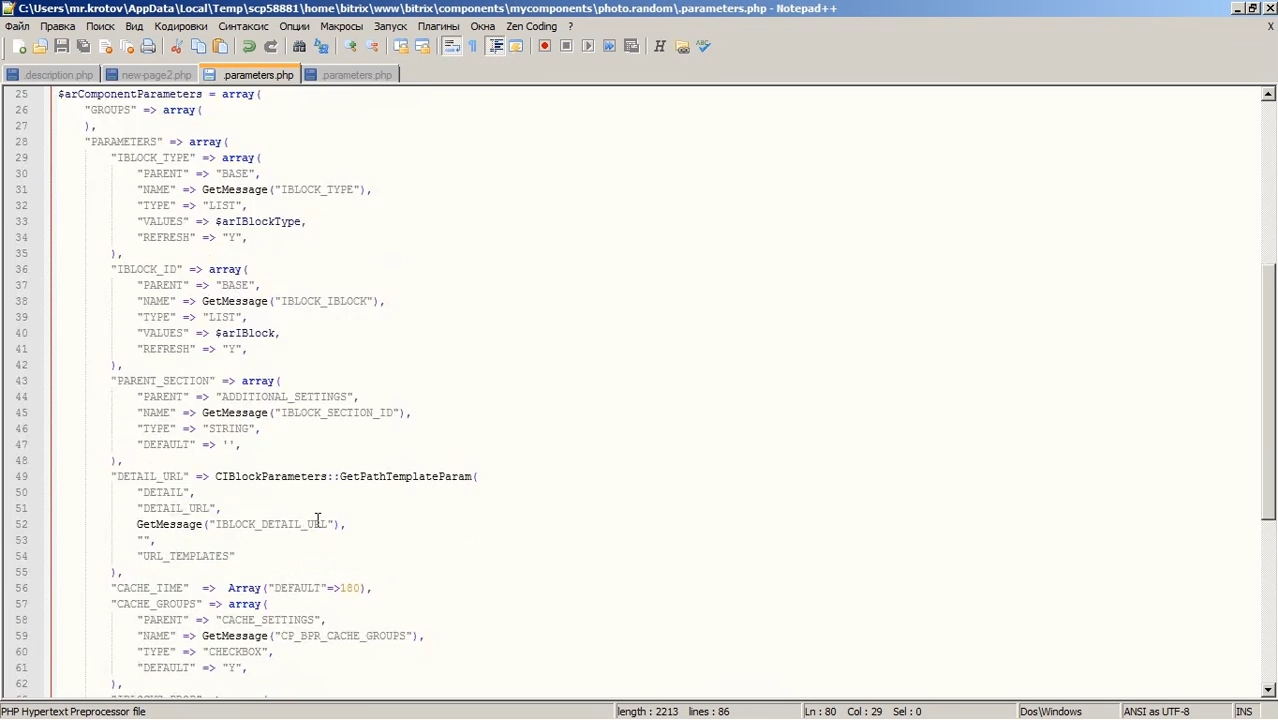 C:\Users\mr.krotov\AppData\Local\Temp\scp58881\home\bitrix\www\bitrix\components\mycomponents\photo.random\.parameters.php - Notepad++
Файл Правка Поиск Вид Кодировки Синтаксис Опции Макросы Запуск Плагины Окна Zen Coding X
.description.php new-page2.php .parameters.php .parameters.php
25 $arComponentParameters = array(
26 "GROUPS" => array(
27 ),
28 "PARAMETERS" => array(
29 "IBLOCK_TYPE" => array(
30 "PARENT" => "BASE",
31 "NAME" => GetMessage("IBLOCK_TYPE"),
32 "TYPE" => "LIST",
33 "VALUES" => $arIBlockType,
34 "REFRESH" => "Y",
35 ),
36 "IBLOCK_ID" => array(
37 "PARENT" => "BASE",
38 "NAME" => GetMessage("IBLOCK_IBLOCK"),
39 "TYPE" => "LIST",
40 "VALUES" => $arIBlock,
41 "REFRESH" => "Y",
42 ),
43 "PARENT_SECTION" => array(
44 "PARENT" => "ADDITIONAL_SETTINGS",
45 "NAME" => GetMessage("IBLOCK_SECTION_ID"),
46 "TYPE" => "STRING",
47 "DEFAULT" => '',
48 ),
49 "DETAIL_URL" => CIBlockParameters::GetPathTemplateParam(
50 "DETAIL",
51 "DETAIL_URL",
52 GetMessage("IBLOCK_DETAIL_URL"),
53 "",
54 "URL_TEMPLATES"
55 ),
56 "CACHE_TIME" => Array("DEFAULT"=>180),
57 "CACHE_GROUPS" => array(
58 "PARENT" => "CACHE_SETTINGS",
59 "NAME" => GetMessage("CP_BPR_CACHE_GROUPS"),
60 "TYPE" => "CHECKBOX",
61 "DEFAULT" => "Y",
62 ),
PHP Hypertext Preprocessor file length : 2213 lines : 86 Ln : 80 Col : 29 Sel : 0 Dos\Windows ANSI as UTF-8 INS